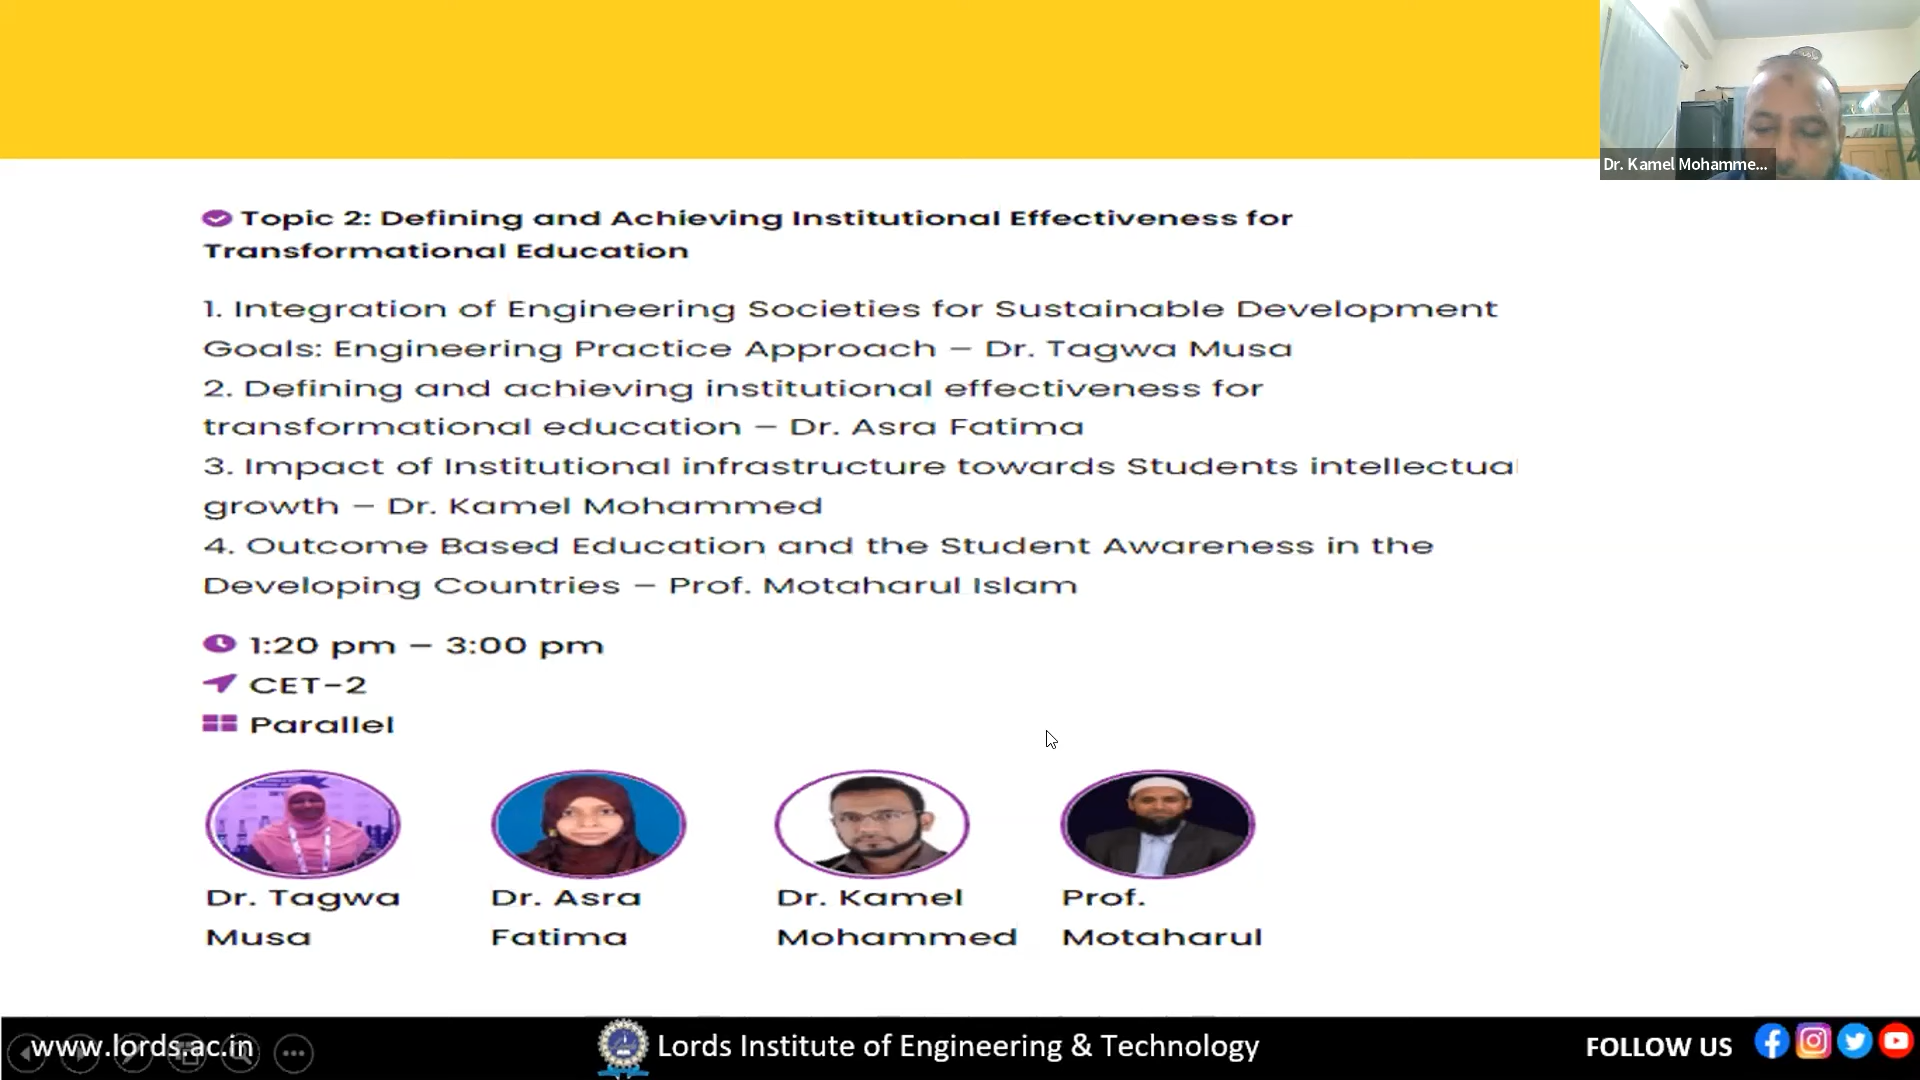 Dr. Kamel Mohamme...
Topic 2: Defining and Achieving Institutional Effectiveness for
Transformational Education
1. Integration of Engineering Societies for Sustainable Development
Goals: Engineering Practice Approach – Dr. Tagwa Musa
2. Defining and achieving institutional effectiveness for
transformational education – Dr. Asra Fatima
3. Impact of Institutional infrastructure towards Students intellectual
growth – Dr. Kamel Mohammed
4. Outcome Based Education and the Student Awareness in the
Developing Countries – Prof. Motaharul Islam
1:20 pm – 3:00 pm
CET-2
Parallel
Dr. Tagwa
Musa
Dr. Asra
Fatima
Dr. Kamel
Mohammed
Prof.
Motaharul
www.lords.ac.in
Lords Institute of Engineering & Technology
FOLLOW US